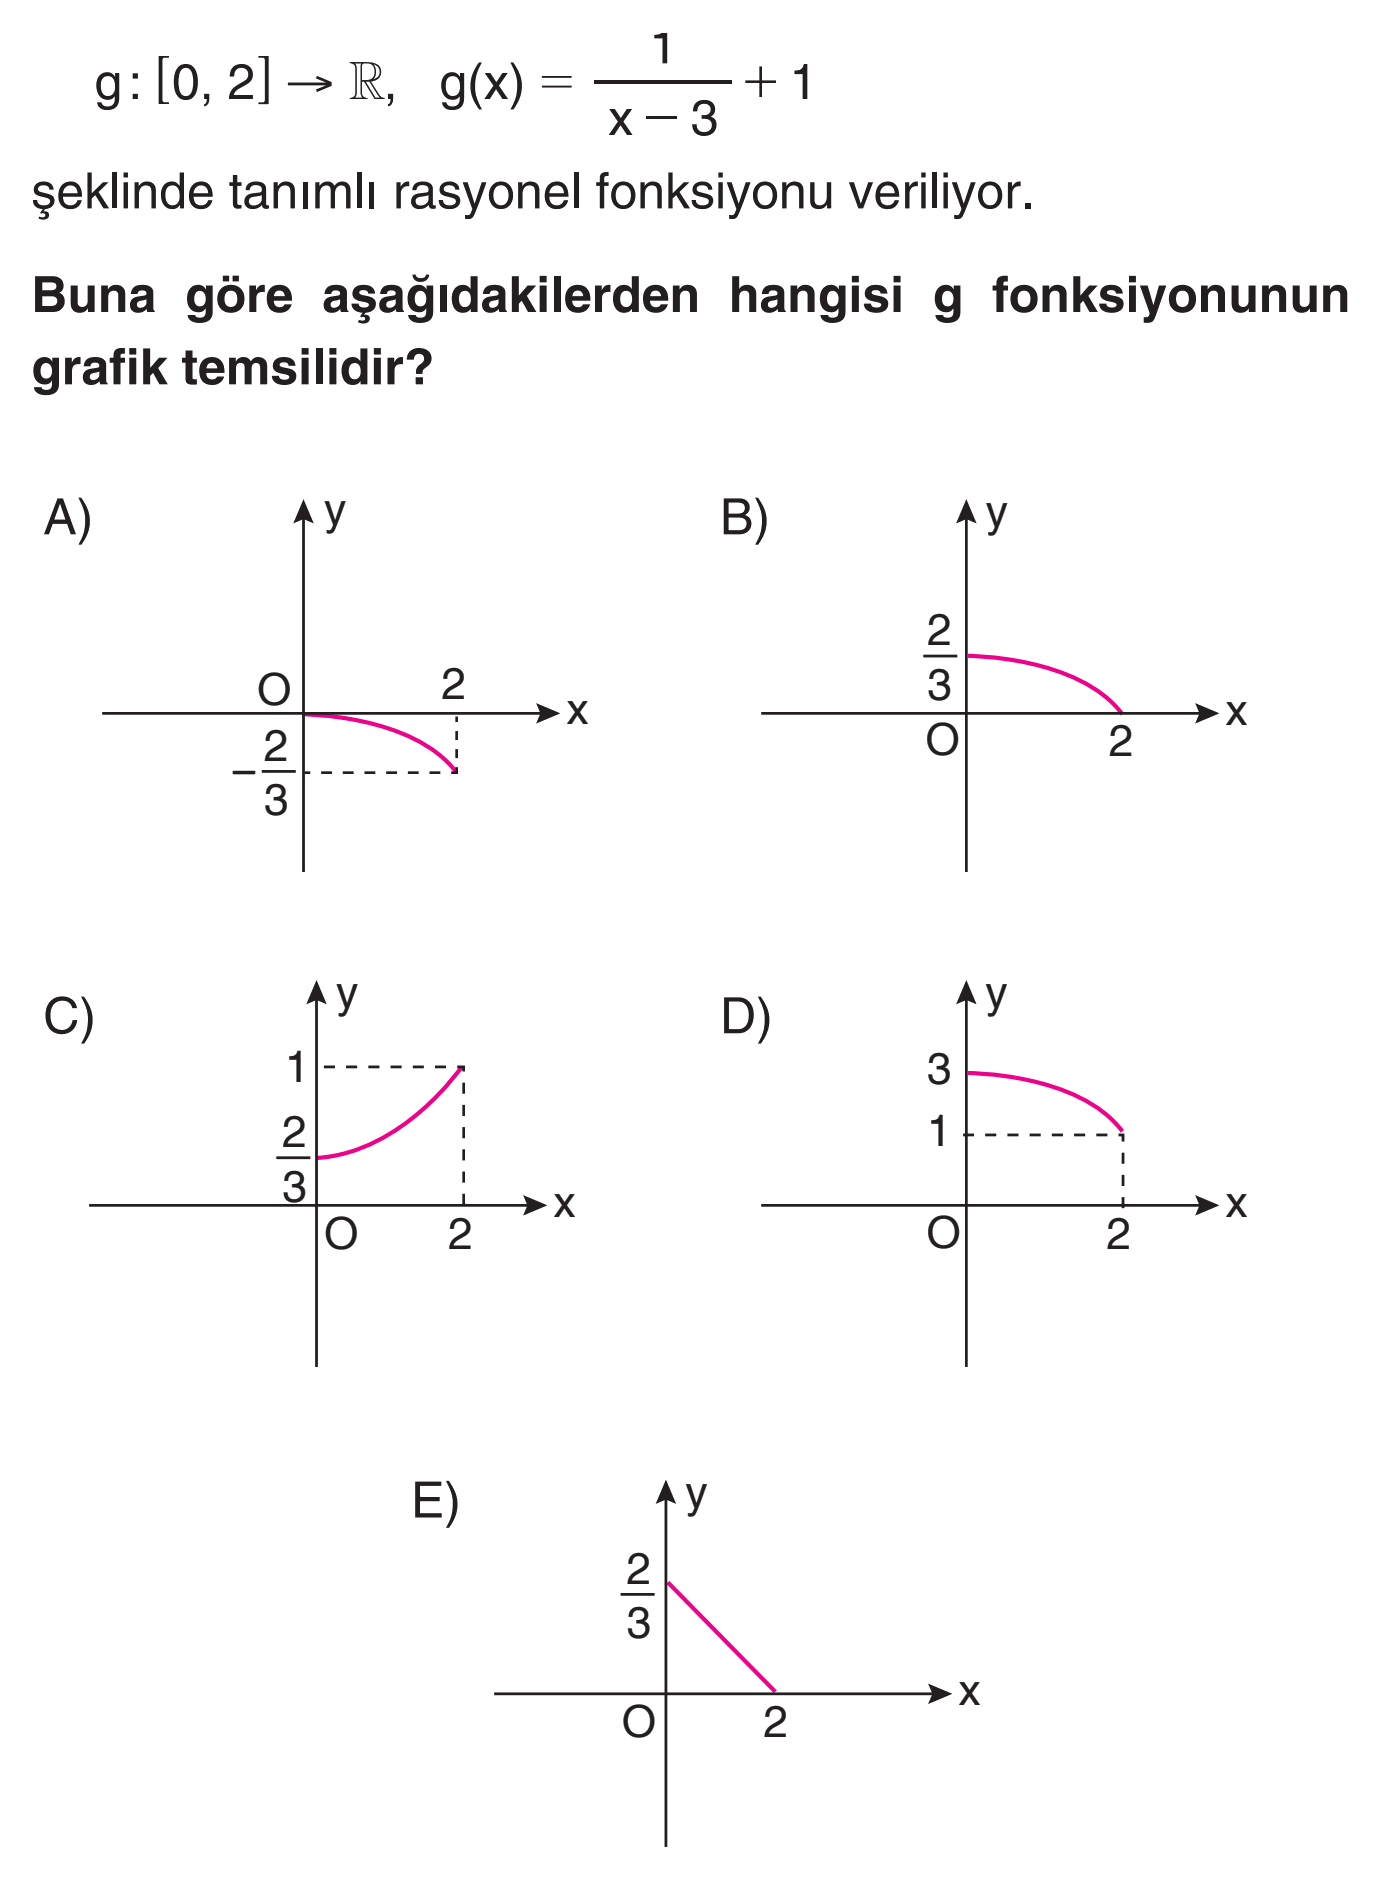 g: [0, 2] → ℝ, g(x) = 1/(x − 3) + 1
şeklinde tanımlı rasyonel fonksiyonu veriliyor.
Buna göre aşağıdakilerden hangisi g fonksiyonunun
grafik temsilidir?
A)
y
O
2
x
−2/3
B)
y
2/3
O
2
x
C)
y
1
2/3
O
2
x
D)
y
3
1
O
2
x
E)
y
2/3
O
2
x